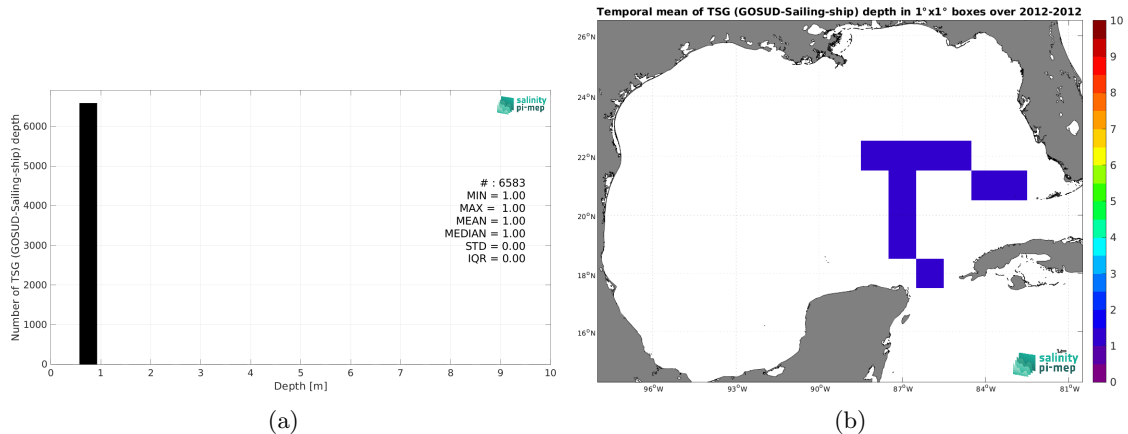 Number of TSG (GOSUD-Sailing-ship) depth
6000
5000
4000
3000
2000
1000
0
salinity
pi-mep
# : 6583
MIN = 1.00
MAX = 1.00
MEAN = 1.00
MEDIAN = 1.00
STD = 0.00
IQR = 0.00
0 1 2 3 4 5 6 7 8 9 10
Depth [m]
(a)
Temporal mean of TSG (GOSUD-Sailing-ship) depth in 1°x1° boxes over 2012-2012
26°N
24°N
22°N
20°N
18°N
16°N
96°W 93°W 90°W 87°W 84°W 81°W
salinity
pi-mep
10
9
8
7
6
5
4
3
2
1
0
(b)